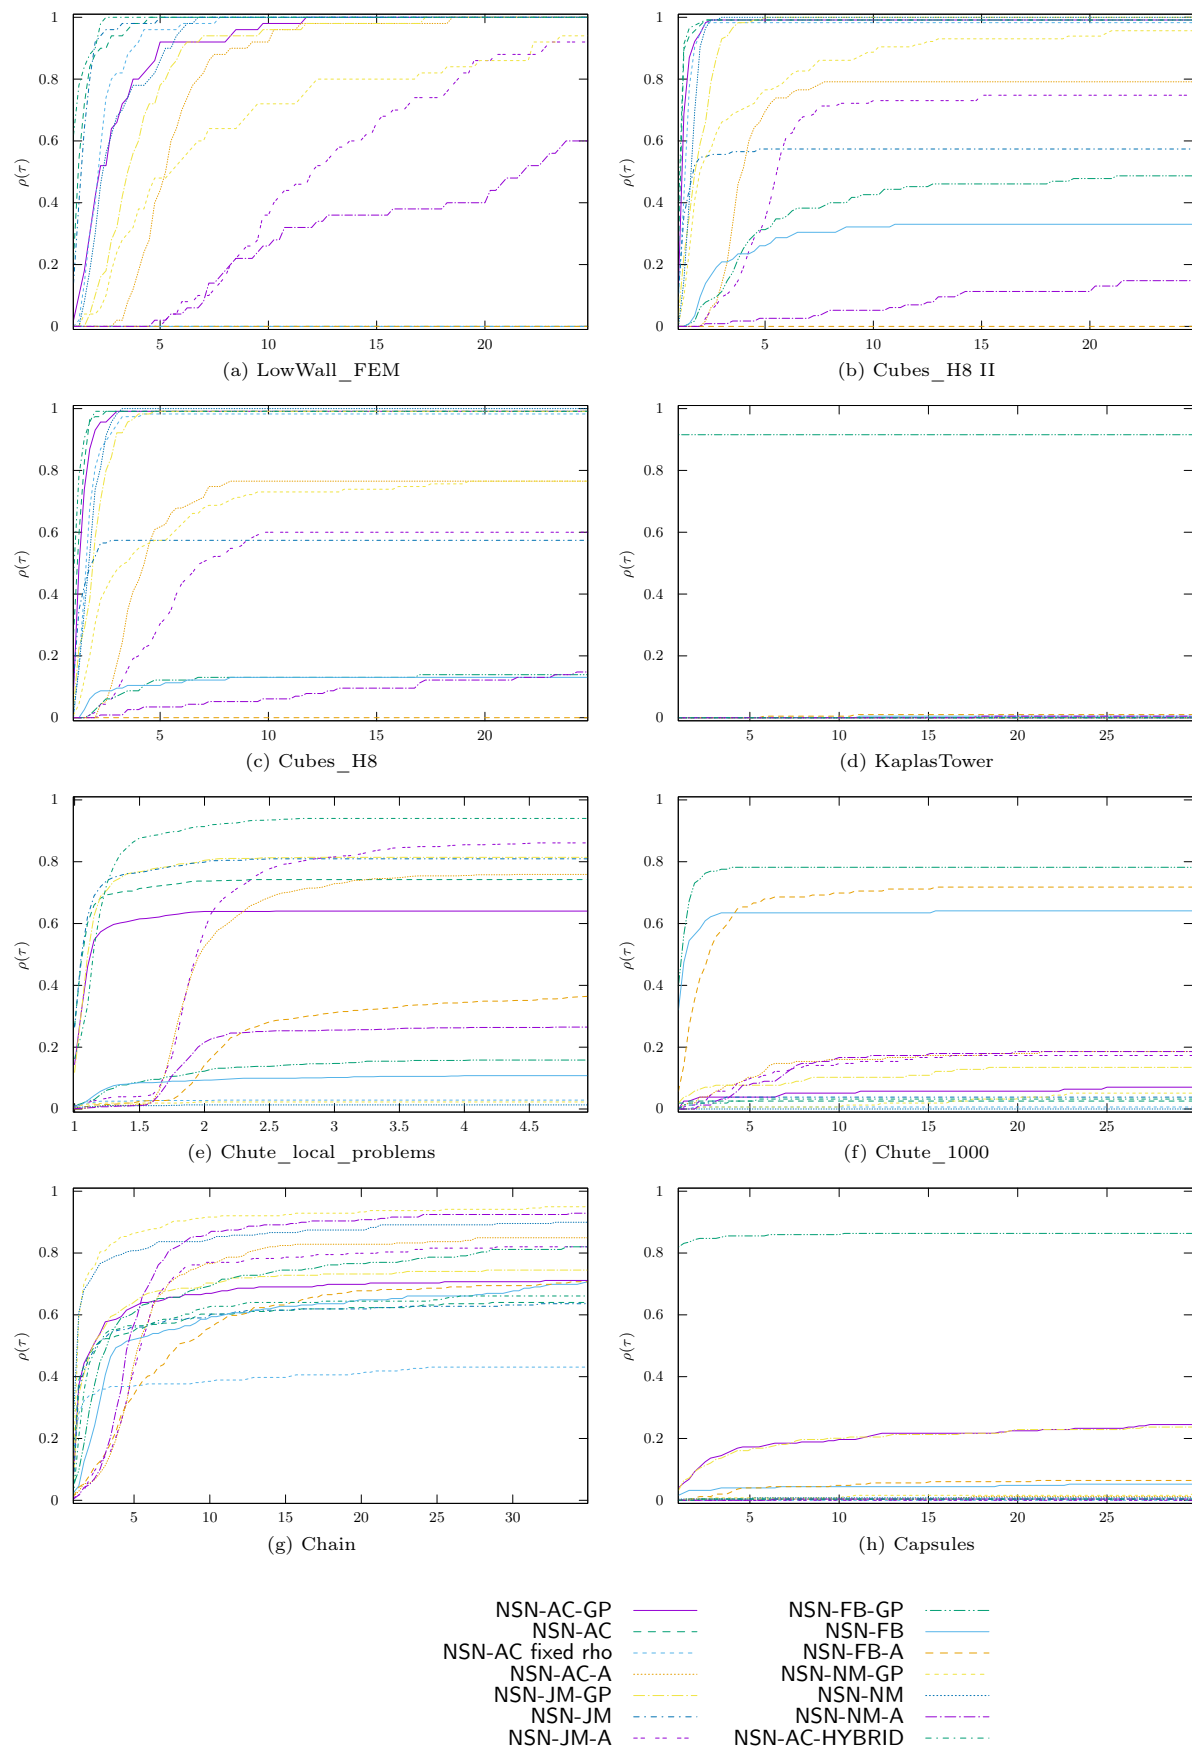 1
0.8
0.6
0.4
0.2
0
ρ(τ)
5 10 15 20
(a) LowWall_FEM
1
0.8
0.6
0.4
0.2
0
ρ(τ)
5 10 15 20
(b) Cubes_H8 II
1
0.8
0.6
0.4
0.2
0
ρ(τ)
5 10 15 20
(c) Cubes_H8
1
0.8
0.6
0.4
0.2
0
ρ(τ)
5 10 15 20 25
(d) KaplasTower
1
0.8
0.6
0.4
0.2
0
ρ(τ)
1 1.5 2 2.5 3 3.5 4 4.5
(e) Chute_local_problems
1
0.8
0.6
0.4
0.2
0
ρ(τ)
5 10 15 20 25
(f) Chute_1000
1
0.8
0.6
0.4
0.2
0
ρ(τ)
5 10 15 20 25 30
(g) Chain
1
0.8
0.6
0.4
0.2
0
ρ(τ)
5 10 15 20 25
(h) Capsules
NSN-AC-GP
NSN-AC
NSN-AC fixed rho
NSN-AC-A
NSN-JM-GP
NSN-JM
NSN-JM-A
NSN-FB-GP
NSN-FB
NSN-FB-A
NSN-NM-GP
NSN-NM
NSN-NM-A
NSN-AC-HYBRID